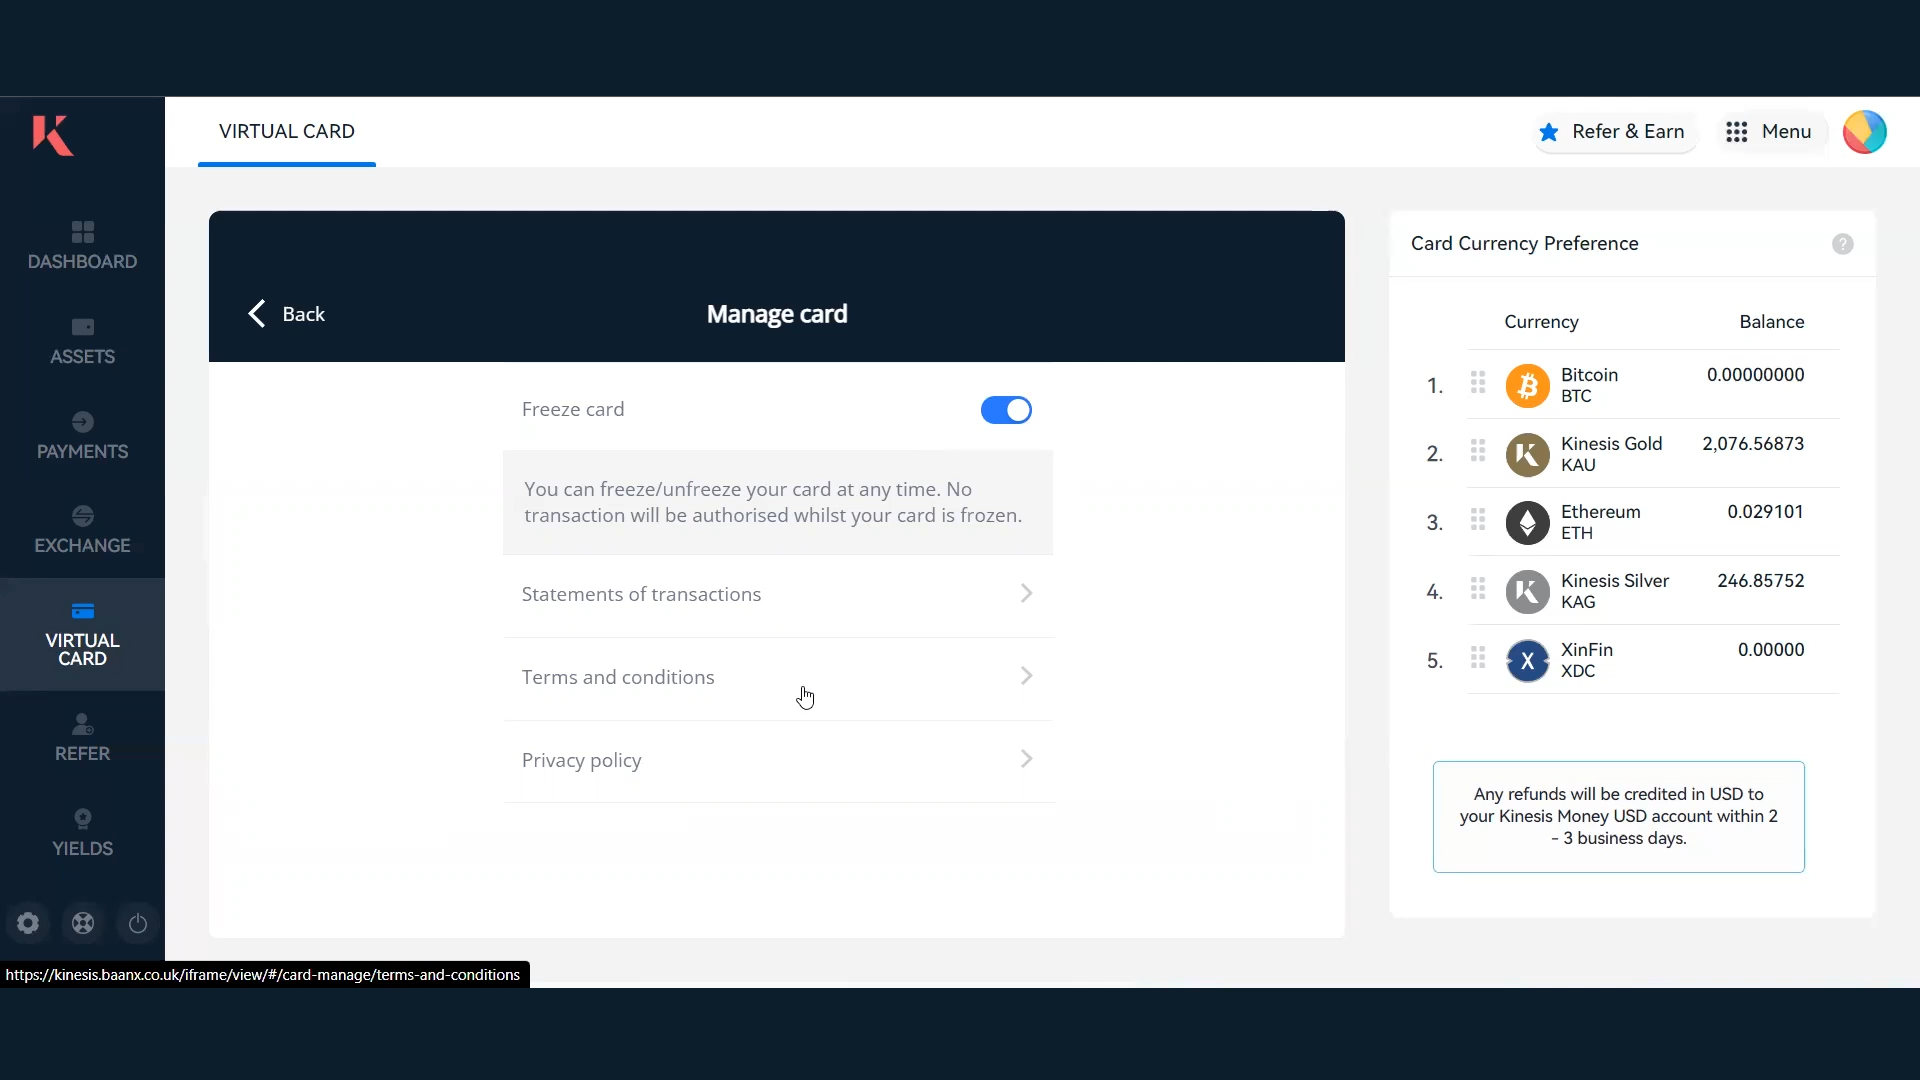 VIRTUAL CARD
Refer & Earn
Menu
DASHBOARD
ASSETS
PAYMENTS
EXCHANGE
VIRTUAL
CARD
REFER
YIELDS
Back
Manage card
Freeze card
You can freeze/unfreeze your card at any time. No
transaction will be authorised whilst your card is frozen.
Statements of transactions
Terms and conditions
Privacy policy
Card Currency Preference
?
Currency Balance
1. Bitcoin 0.00000000
BTC
2. Kinesis Gold 2,076.56873
KAU
3. Ethereum 0.029101
ETH
4. Kinesis Silver 246.85752
KAG
5. XinFin 0.00000
XDC
Any refunds will be credited in USD to
your Kinesis Money USD account within 2
- 3 business days.
https://kinesis.baanx.co.uk/iframe/view/#/card-manage/terms-and-conditions